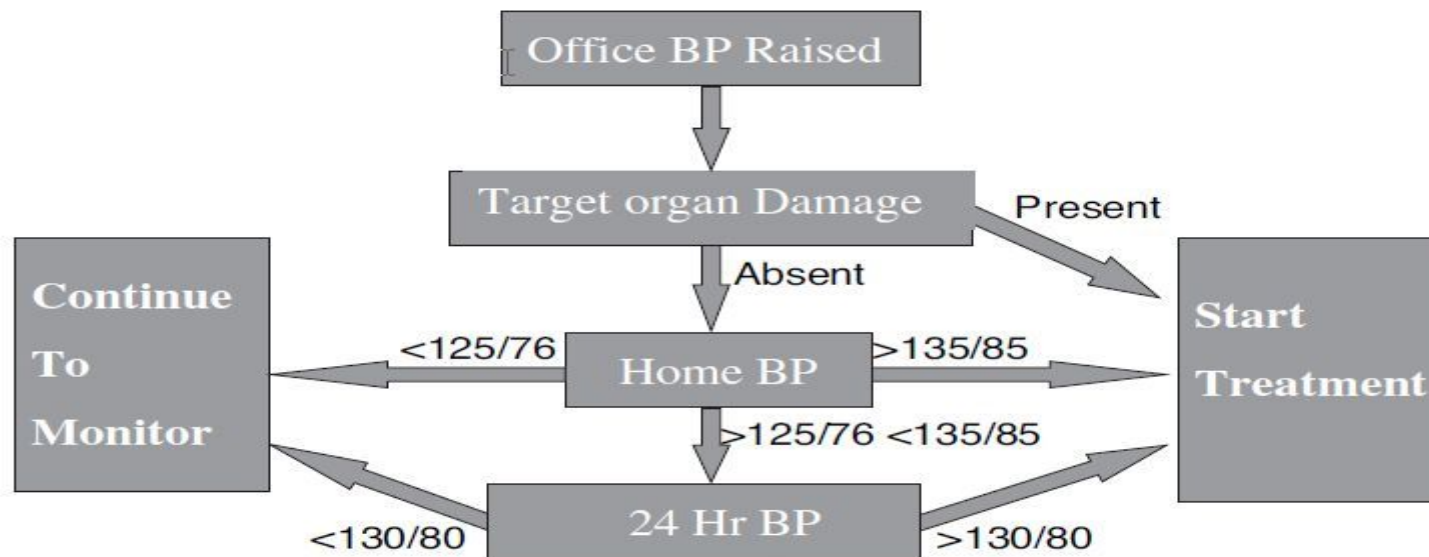 Office BP Raised
Target organ Damage
Present
Absent
Continue
To
Monitor
<125/76
Home BP
>135/85
Start
Treatment
>125/76 <135/85
24 Hr BP
<130/80
>130/80